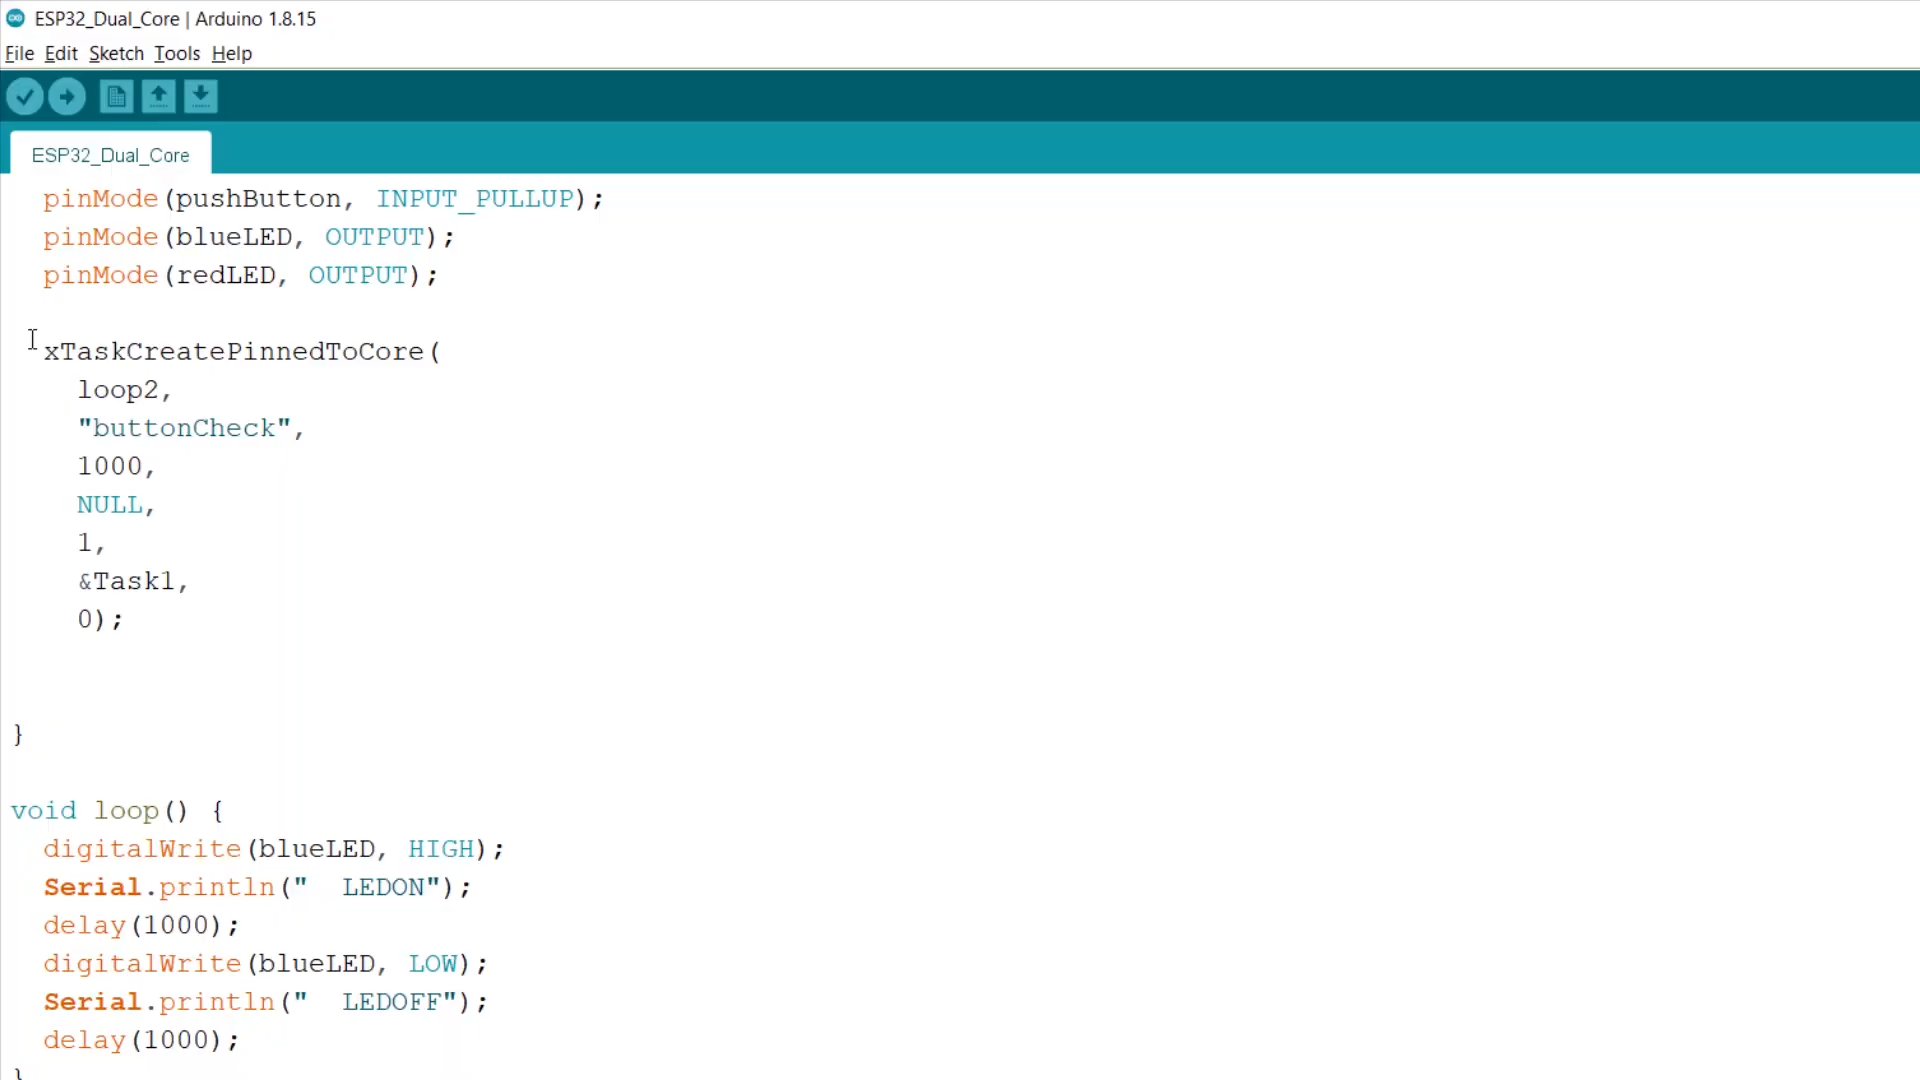 ESP32_Dual_Core | Arduino 1.8.15
File Edit Sketch Tools Help
ESP32_Dual_Core
pinMode(pushButton, INPUT_PULLUP);
pinMode(blueLED, OUTPUT);
pinMode(redLED, OUTPUT);
xTaskCreatePinnedToCore(
loop2,
"buttonCheck",
1000,
NULL,
1,
&Task1,
0);
}
void loop() {
digitalWrite(blueLED, HIGH);
Serial.println("  LEDON");
delay(1000);
digitalWrite(blueLED, LOW);
Serial.println("  LEDOFF");
delay(1000);
}